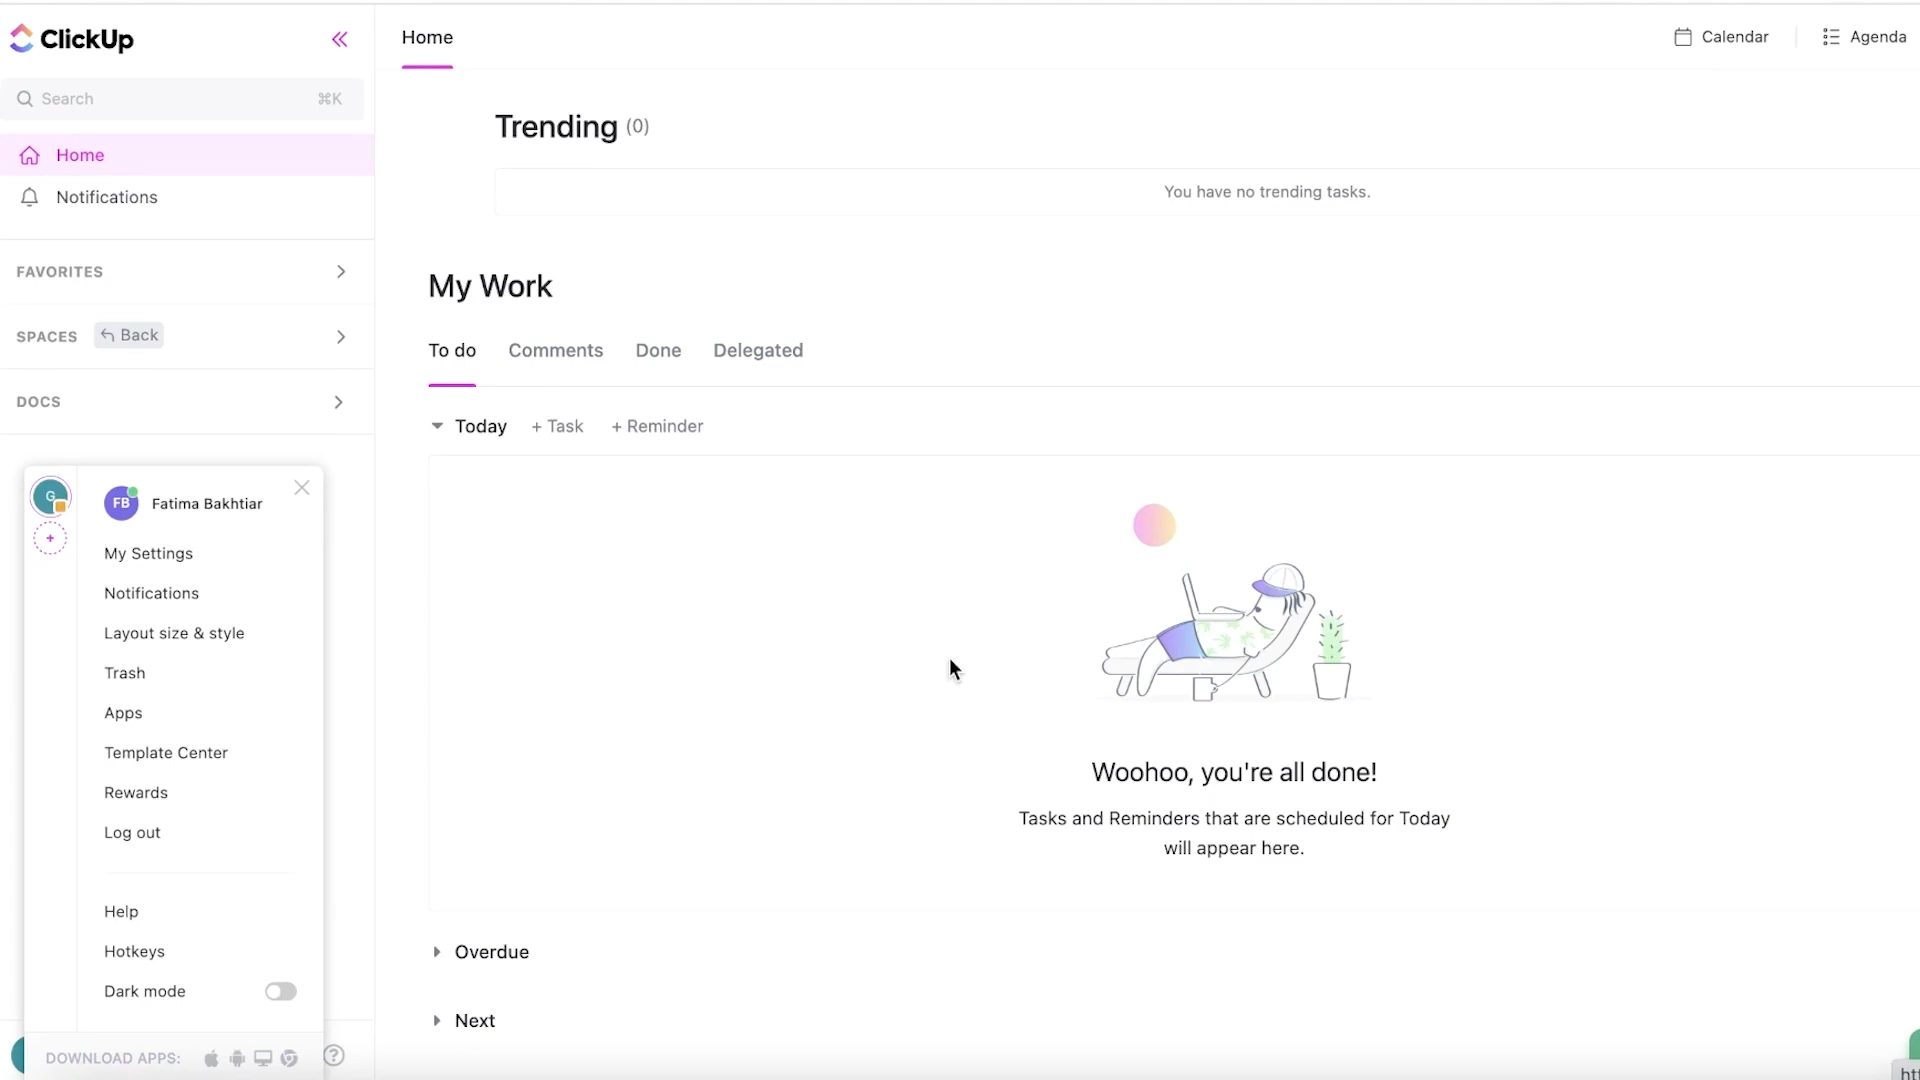 ClickUp
Search ⌘K
Home
Notifications
FAVORITES
SPACES Back
DOCS
G
FB Fatima Bakhtiar
+
My Settings
Notifications
Layout size & style
Trash
Apps
Template Center
Rewards
Log out
Help
Hotkeys
Dark mode
DOWNLOAD APPS:
?
Home
Calendar
Agenda
Trending (0)
You have no trending tasks.
My Work
To do Comments Done Delegated
Today + Task + Reminder
Woohoo, you're all done!
Tasks and Reminders that are scheduled for Today
will appear here.
Overdue
Next